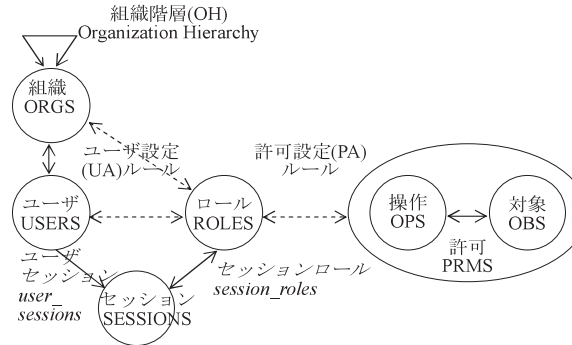 組織階層(OH)
Organization Hierarchy
組織
ORGS
ユーザ設定
(UA)ルール
許可設定(PA)
ルール
ユーザ
USERS
ロール
ROLES
操作
OPS
対象
OBS
許可
PRMS
ユーザ
セッション
user_
sessions
セッション
SESSIONS
セッションロール
session_roles